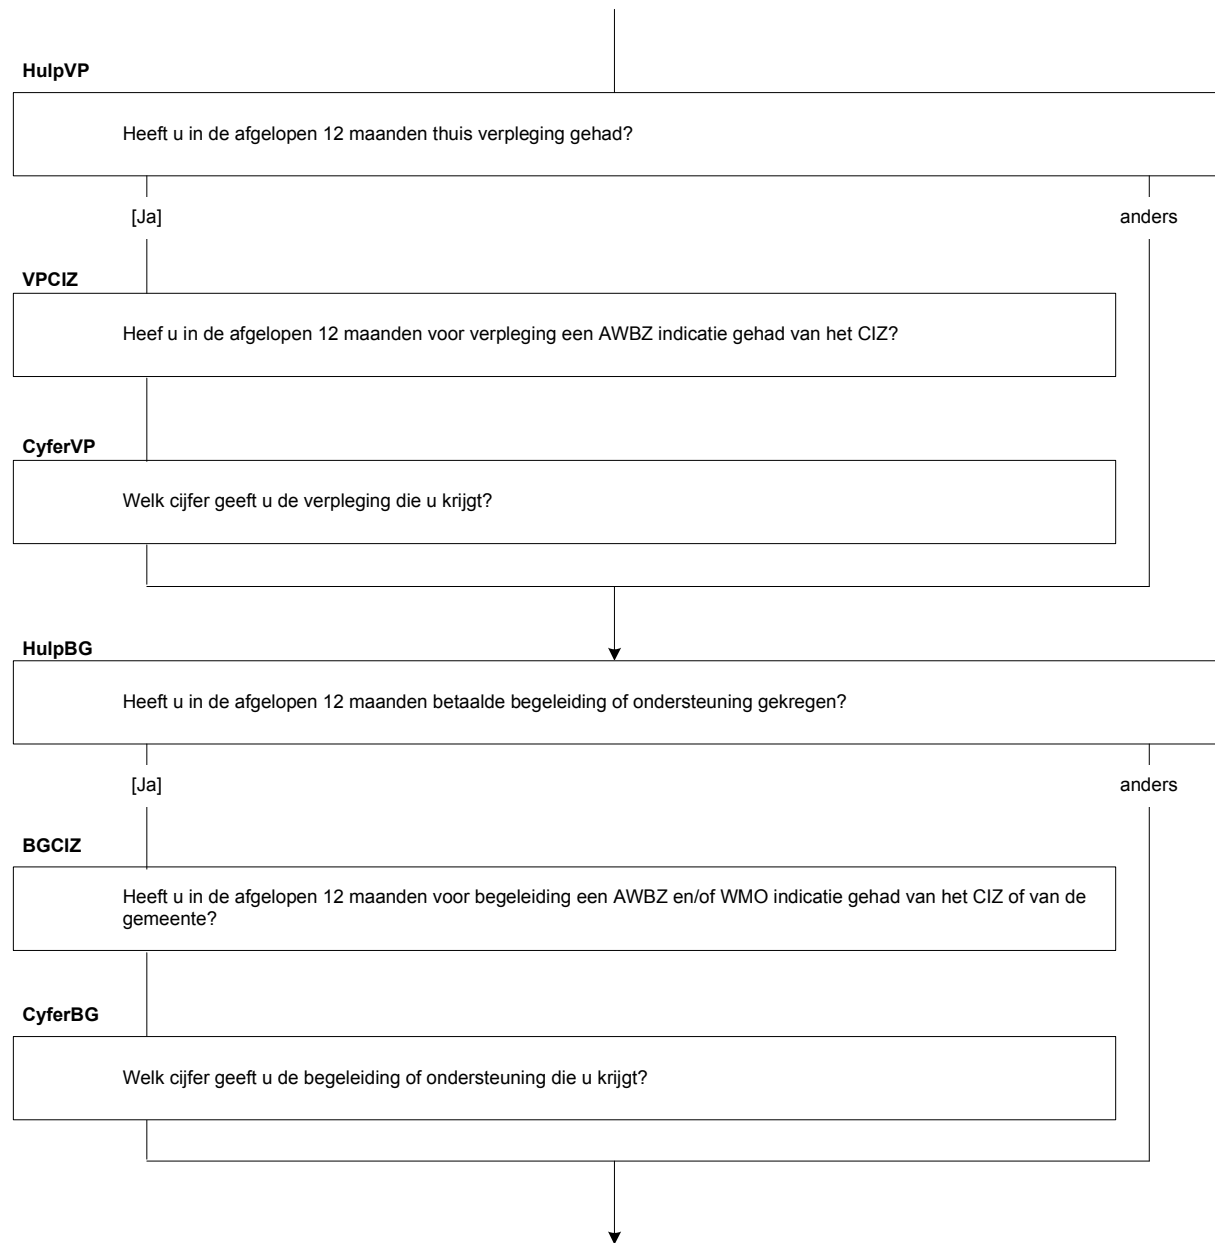 HulpVP
Heeft u in de afgelopen 12 maanden thuis verpleging gehad?
[Ja]
anders
VPCIZ
Heef u in de afgelopen 12 maanden voor verpleging een AWBZ indicatie gehad van het CIZ?
CyferVP
Welk cijfer geeft u de verpleging die u krijgt?
HulpBG
Heeft u in de afgelopen 12 maanden betaalde begeleiding of ondersteuning gekregen?
[Ja]
anders
BGCIZ
Heeft u in de afgelopen 12 maanden voor begeleiding een AWBZ en/of WMO indicatie gehad van het CIZ of van de
gemeente?
CyferBG
Welk cijfer geeft u de begeleiding of ondersteuning die u krijgt?